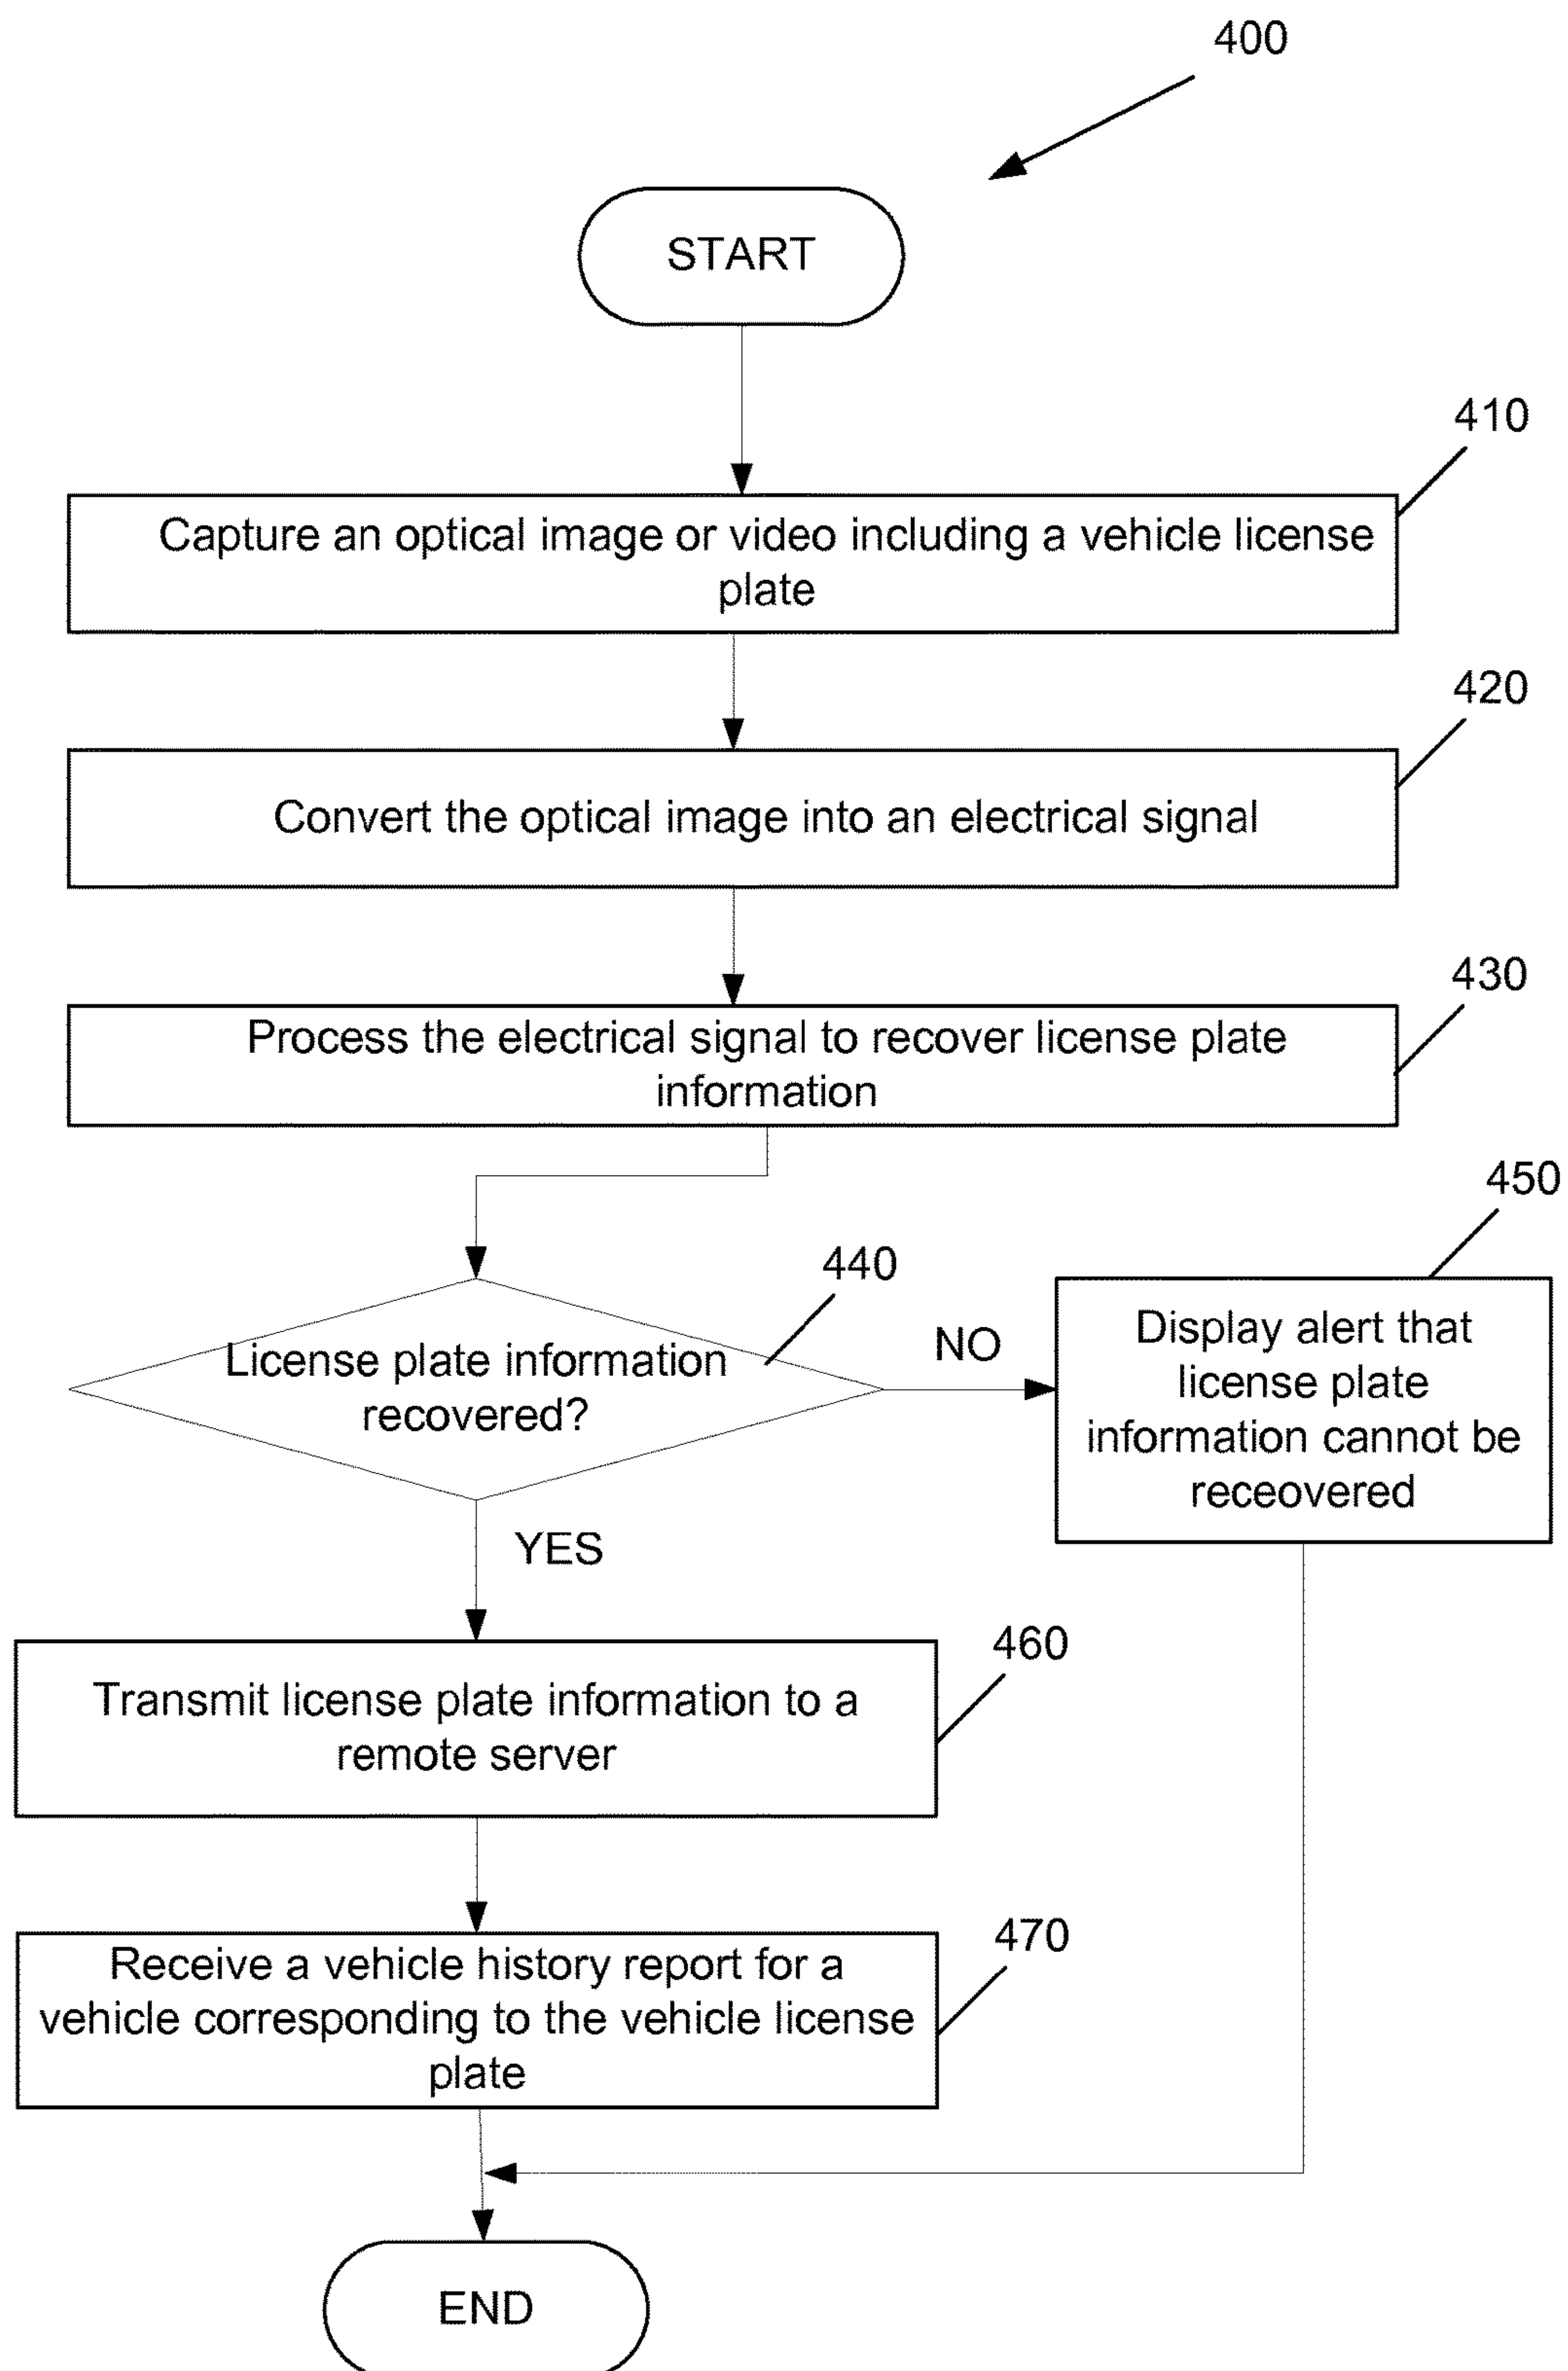 400
START
410
Capture an optical image or video including a vehicle license
plate
420
Convert the optical image into an electrical signal
430
Process the electrical signal to recover license plate
information
440
License plate information
recovered?
NO
450
Display alert that
license plate
information cannot be
receovered
YES
460
Transmit license plate information to a
remote server
470
Receive a vehicle history report for a
vehicle corresponding to the vehicle license
plate
END